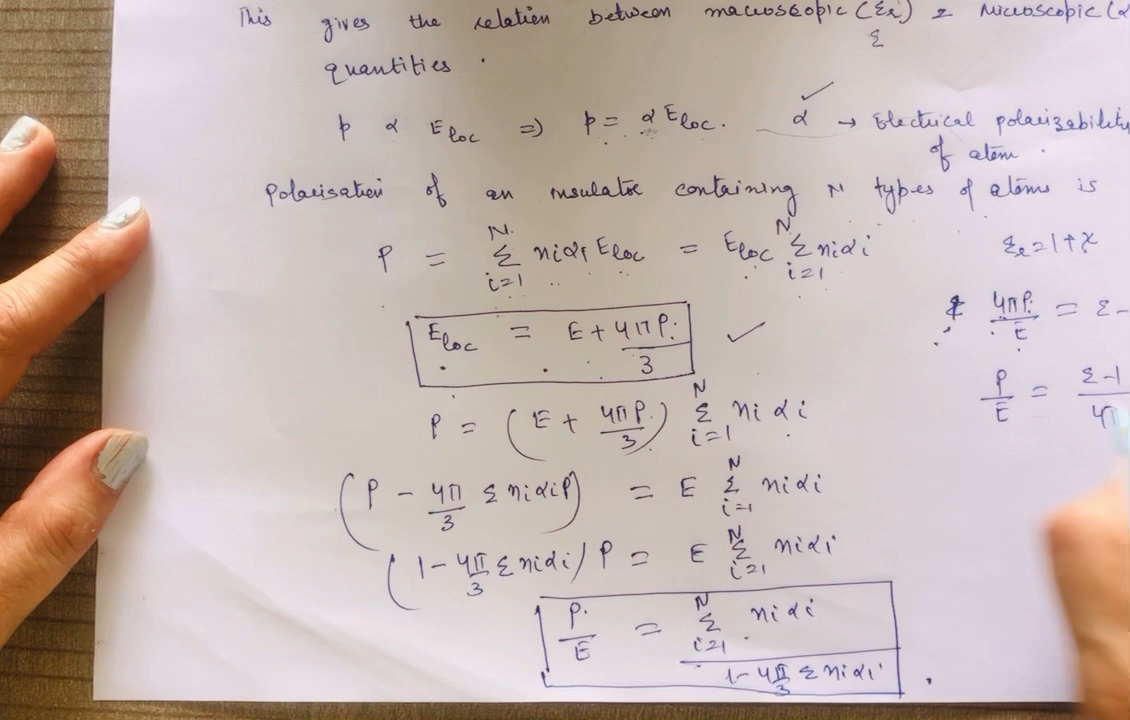 This gives the relation between macroscopic (εr) & Microscopic (α
ε
quantities.
p α Eloc ⇒ p = α Eloc. α → Electrical polarizability
of atom.
Polarisation of an insulator containing N types of atoms is
P = Σ_{i=1}^{N} niαi Eloc = Eloc Σ_{i=1}^{N} niαi
εr = 1 + χ
Eloc = E + 4πP/3 ✓
4πP/E = ε -
P/E = ε-1/4π
P = (E + 4πP/3) Σ_{i=1}^{N} niαi
(P - 4π/3 Σ niαiP) = E Σ_{i=1}^{N} niαi
(1 - 4π/3 Σ niαi) P = E Σ_{i=1}^{N} niαi
P/E = Σ_{i=1}^{N} niαi / 1 - 4π/3 Σ niαi